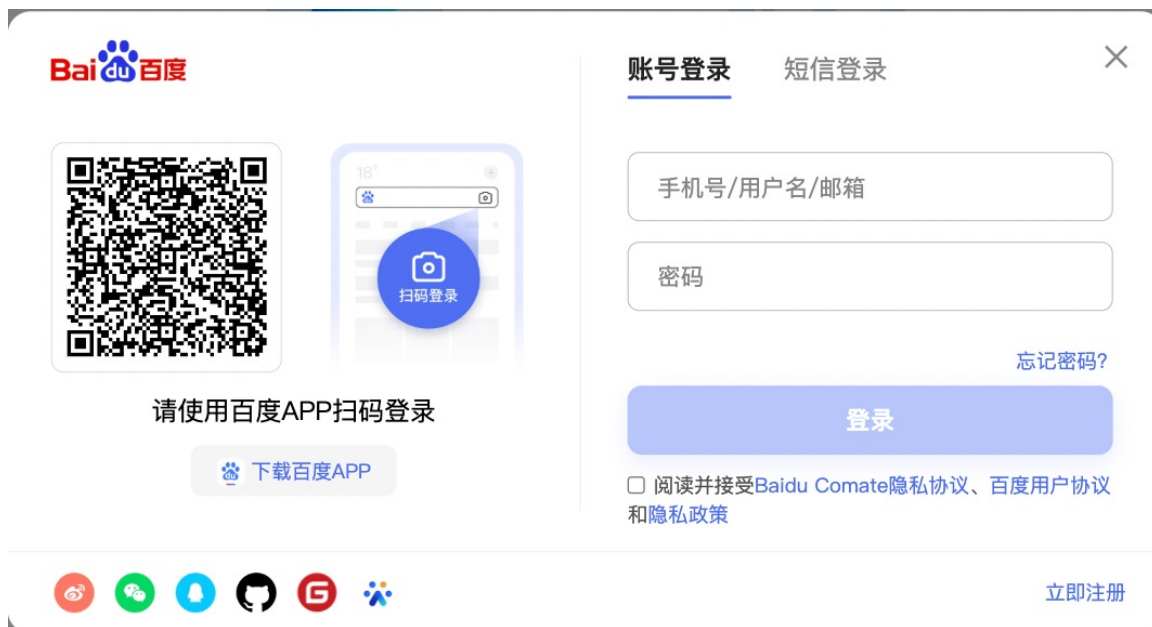 Bai du 百度
18°
扫码登录
请使用百度APP扫码登录
下载百度APP
账号登录 短信登录
手机号/用户名/邮箱
密码
忘记密码?
登录
阅读并接受Baidu Comate隐私协议、百度用户协议
和隐私政策
立即注册